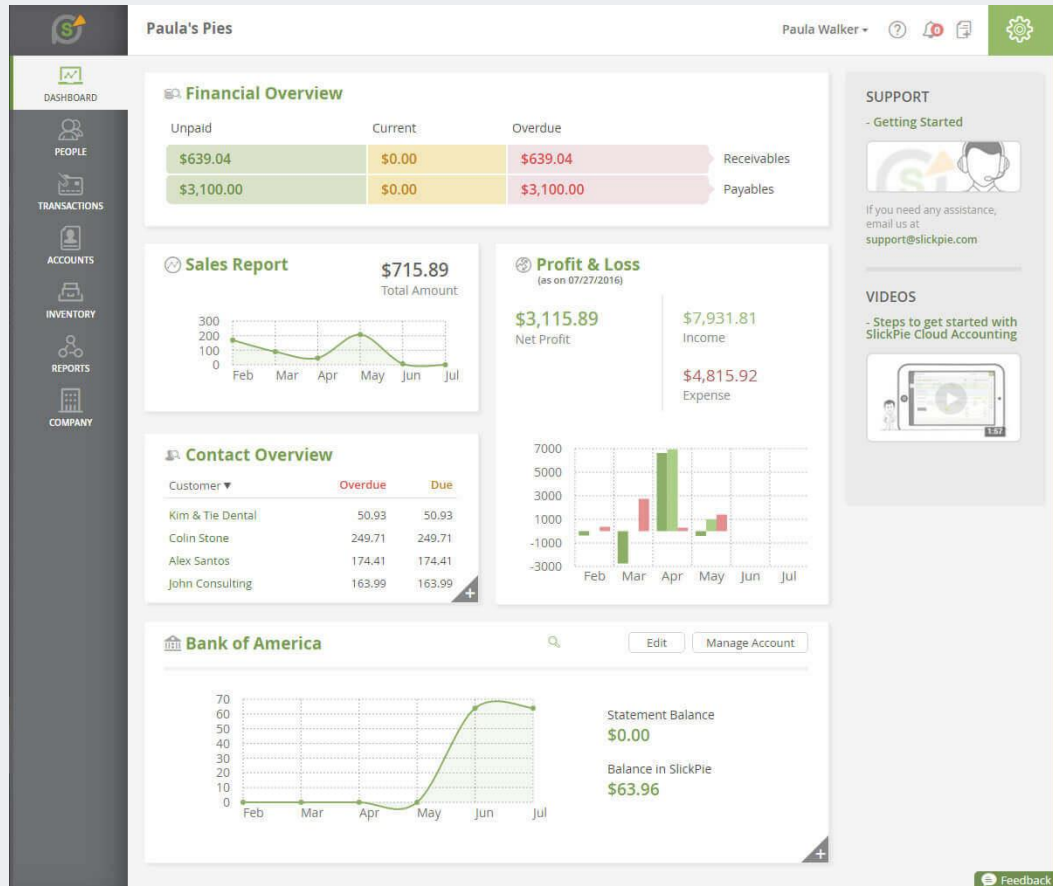 S
Paula's Pies
Paula Walker
?
0
DASHBOARD
PEOPLE
TRANSACTIONS
ACCOUNTS
INVENTORY
REPORTS
COMPANY
Financial Overview
Unpaid Current Overdue
$639.04 $0.00 $639.04 Receivables
$3,100.00 $0.00 $3,100.00 Payables
Sales Report
$715.89
Total Amount
300
200
100
0
Feb Mar Apr May Jun Jul
Profit & Loss
(as on 07/27/2016)
$3,115.89
Net Profit
$7,931.81
Income
$4,815.92
Expense
7000
5000
3000
1000
-1000
-3000
Feb Mar Apr May Jun Jul
Contact Overview
Customer ▼ Overdue Due
Kim & Tie Dental 50.93 50.93
Colin Stone 249.71 249.71
Alex Santos 174.41 174.41
John Consulting 163.99 163.99
+
Bank of America
Edit Manage Account
70
60
50
40
30
20
10
0
Feb Mar Apr May Jun Jul
Statement Balance
$0.00
Balance in SlickPie
$63.96
+
SUPPORT
- Getting Started
S
If you need any assistance,
email us at
support@slickpie.com
VIDEOS
- Steps to get started with
SlickPie Cloud Accounting
1:57
Feedback